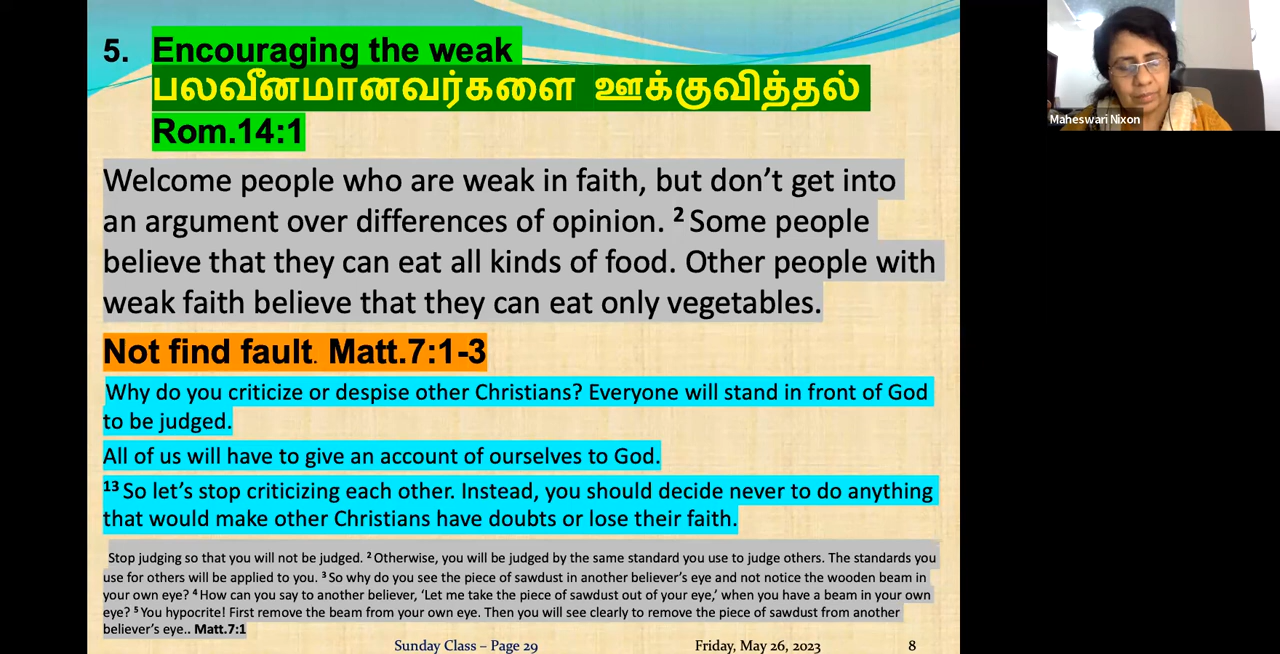 5. Encouraging the weak
பலவீனமானவர்களை ஊக்குவித்தல்
Rom.14:1
Welcome people who are weak in faith, but don’t get into
an argument over differences of opinion. ² Some people
believe that they can eat all kinds of food. Other people with
weak faith believe that they can eat only vegetables.
Not find fault. Matt.7:1-3
Why do you criticize or despise other Christians? Everyone will stand in front of God
to be judged.
All of us will have to give an account of ourselves to God.
¹³ So let’s stop criticizing each other. Instead, you should decide never to do anything
that would make other Christians have doubts or lose their faith.
Stop judging so that you will not be judged. ² Otherwise, you will be judged by the same standard you use to judge others. The standards you
use for others will be applied to you. ³ So why do you see the piece of sawdust in another believer’s eye and not notice the wooden beam in
your own eye? ⁴ How can you say to another believer, ‘Let me take the piece of sawdust out of your eye,’ when you have a beam in your own
eye? ⁵ You hypocrite! First remove the beam from your own eye. Then you will see clearly to remove the piece of sawdust from another
believer’s eye.. Matt.7:1
Sunday Class – Page 29 Friday, May 26, 2023 8
Maheswari Nixon